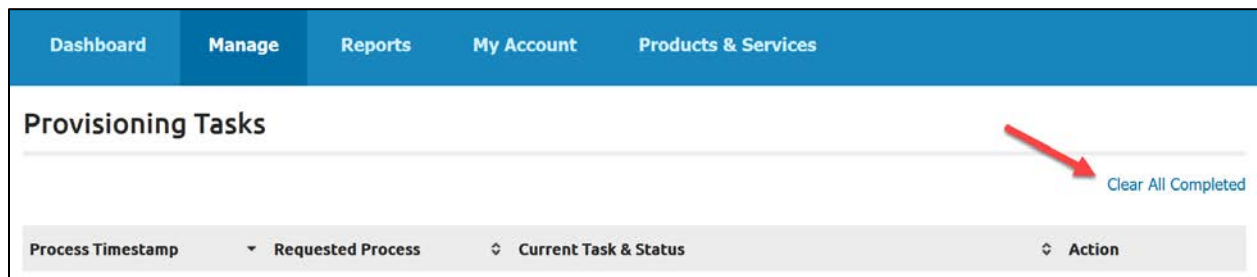 Dashboard Manage Reports My Account Products & Services
Provisioning Tasks
Clear All Completed
Process Timestamp Requested Process Current Task & Status Action